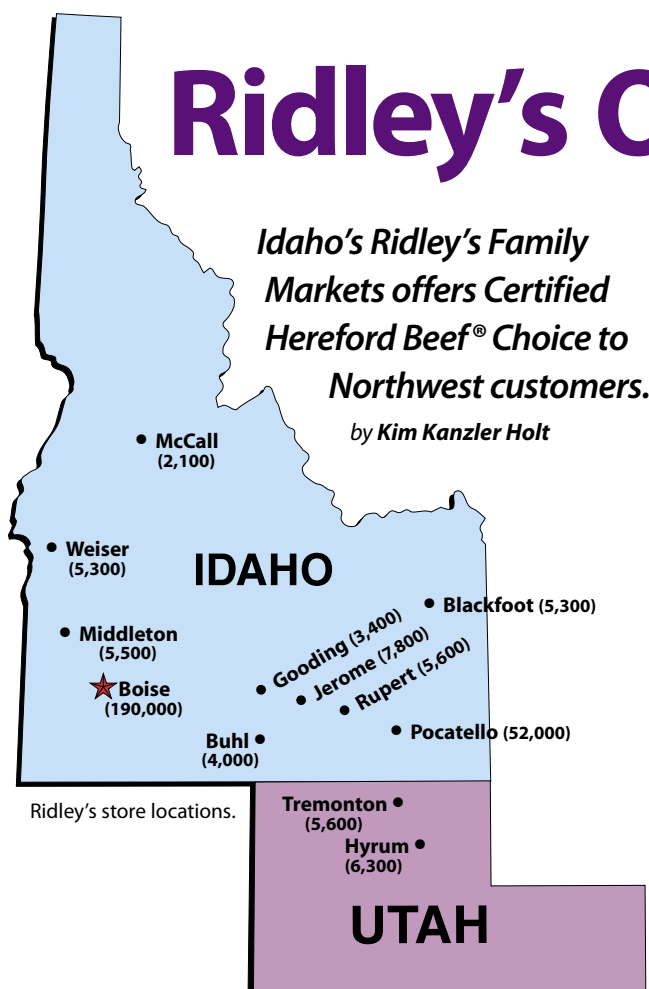 Ridley's C
Idaho's Ridley's Family
Markets offers Certified
Hereford Beef® Choice to
Northwest customers.
by Kim Kanzler Holt
McCall
(2,100)
Weiser
(5,300)
IDAHO
Blackfoot (5,300)
Middleton
(5,500)
Gooding (3,400)
Jerome (7,800)
Rupert (5,600)
Boise
(190,000)
Buhl
(4,000)
Pocatello (52,000)
Ridley's store locations.
Tremonton
(5,600)
Hyrum
(6,300)
UTAH